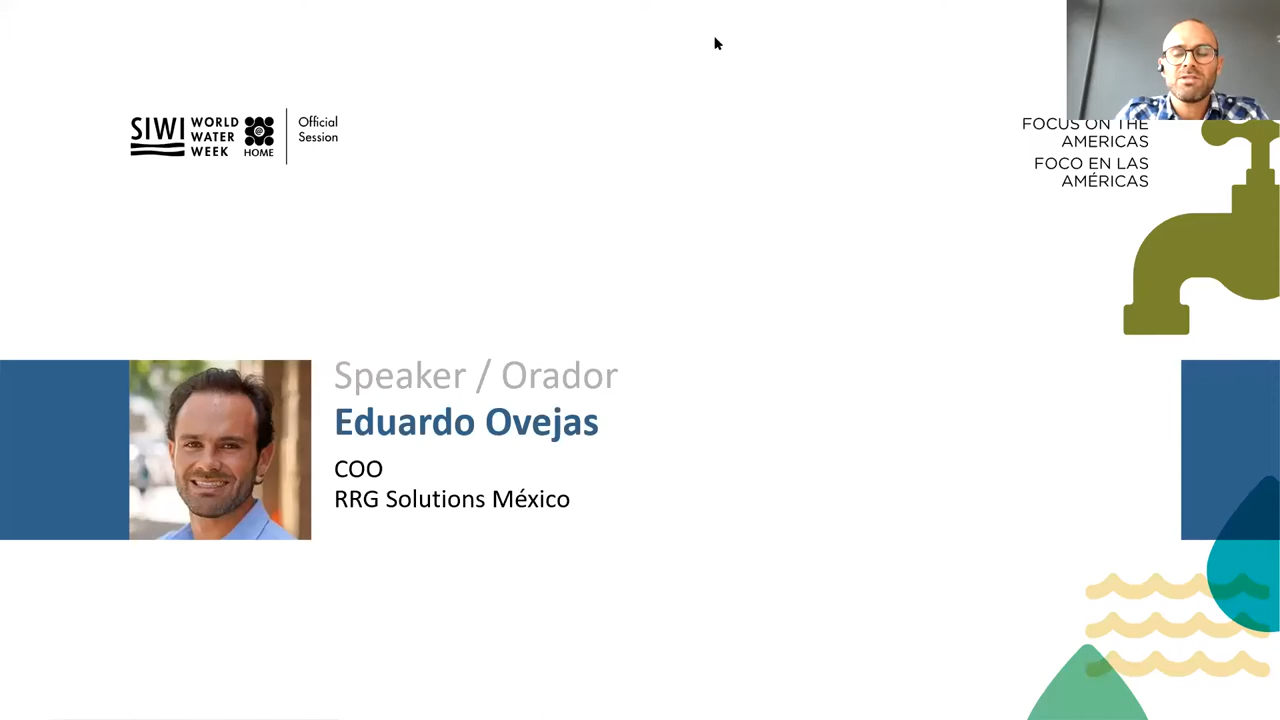 SIWI
WORLD
WATER
WEEK
@
HOME
Official
Session
FOCUS ON THE
AMERICAS
FOCO EN LAS
AMÉRICAS
Speaker / Orador
Eduardo Ovejas
COO
RRG Solutions México